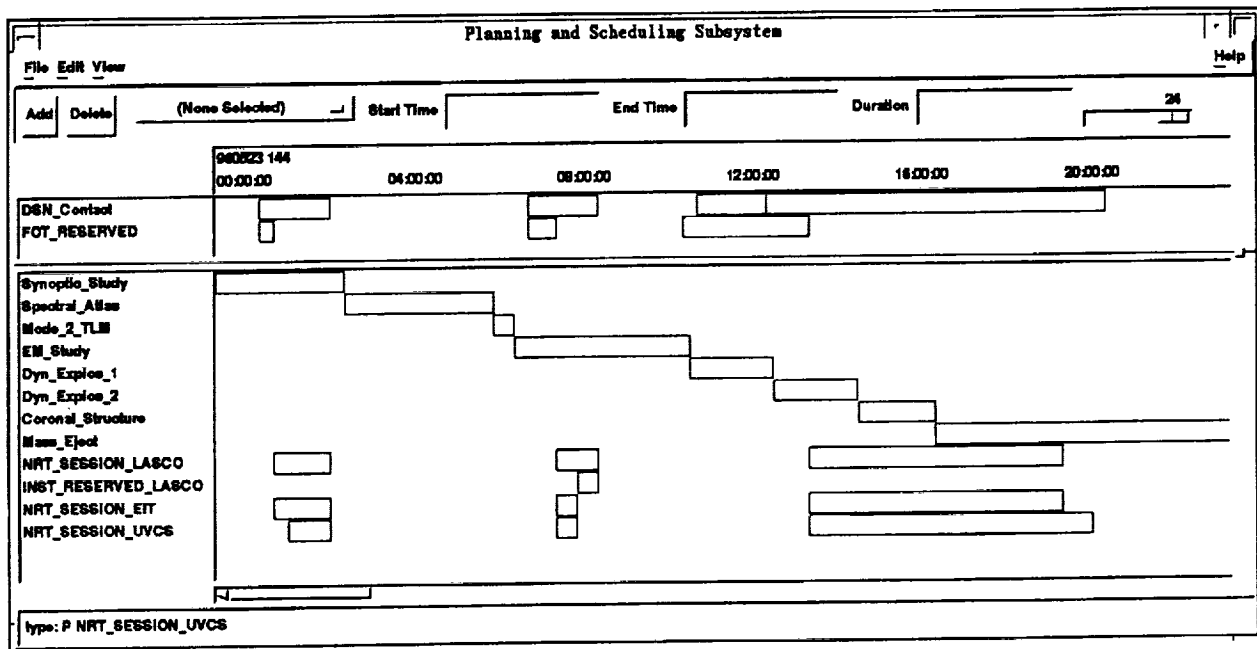 Planning and Scheduling Subsystem
File Edit View Help
Add Delete (None Selected) Start Time End Time Duration 24
960523 144
00:00:00 04:00:00 08:00:00 12:00:00 16:00:00 20:00:00
DSN_Contact
FOT_RESERVED
Synoptic_Study
Spectral_Atlas
Mode_2_TLM
EM_Study
Dyn_Explos_1
Dyn_Explos_2
Coronal_Structure
Mass_Eject
NRT_SESSION_LASCO
INST_RESERVED_LASCO
NRT_SESSION_EIT
NRT_SESSION_UVCS
type: P NRT_SESSION_UVCS